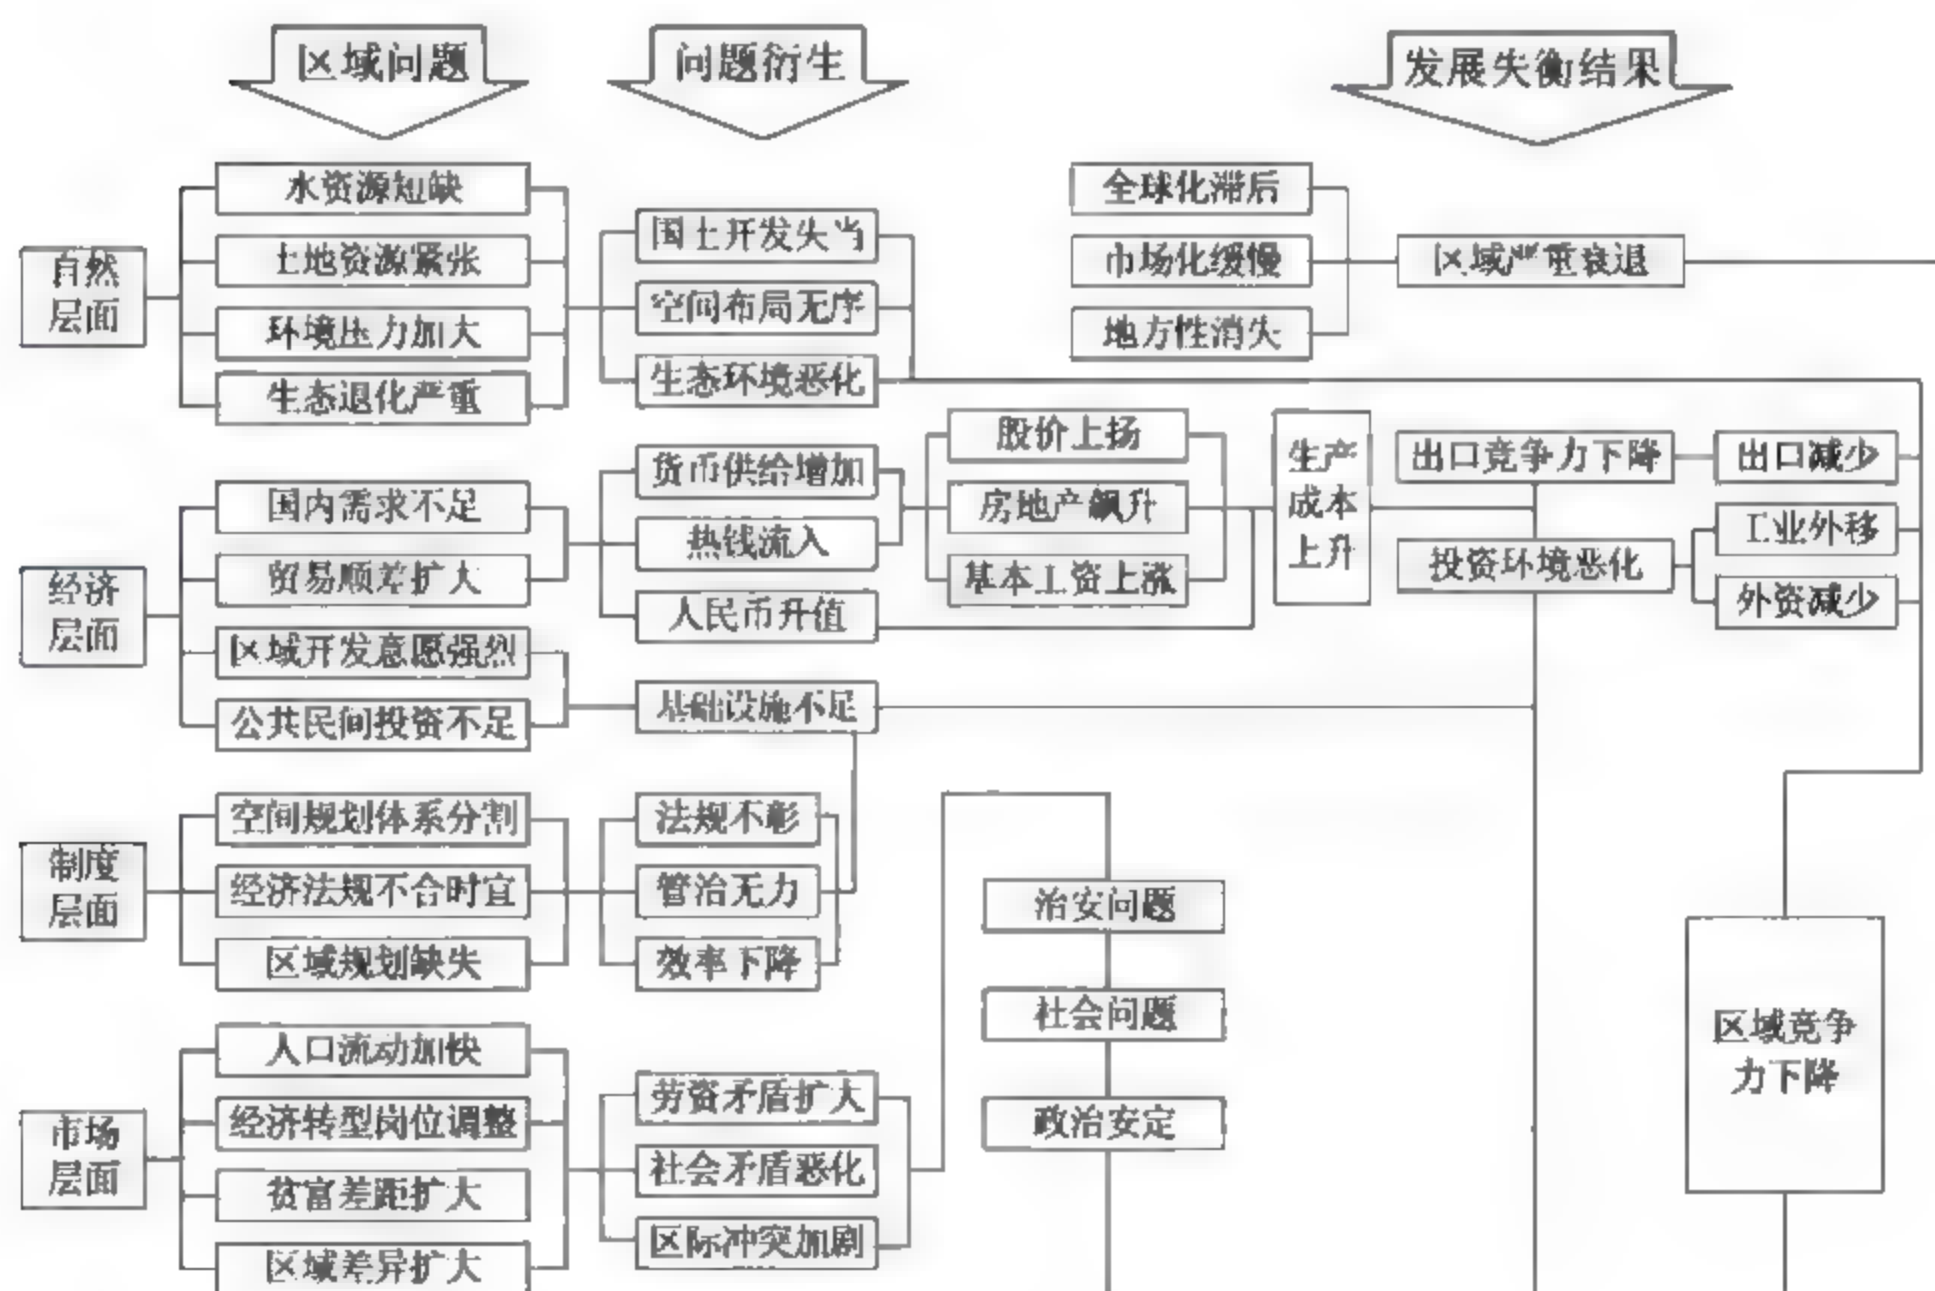 区域问题
问题衍生
发展失衡结果
自然
层面
水资源短缺
土地资源紧张
环境压力加大
生态退化严重
国土开发失当
空间布局无序
生态环境恶化
全球化滞后
市场化缓慢
地方性消失
区域严重衰退
经济
层面
国内需求不足
贸易顺差扩大
区域开发意愿强烈
公共民间投资不足
货币供给增加
热钱流入
人民币升值
基础设施不足
股价上扬
房地产飙升
基本工资上涨
生产
成本
上升
出口竞争力下降
投资环境恶化
出口减少
工业外移
外资减少
制度
层面
空间规划体系分割
经济法规不合时宜
区域规划缺失
法规不彰
管治无力
效率下降
市场
层面
人口流动加快
经济转型岗位调整
贫富差距扩大
区域差异扩大
劳资矛盾扩大
社会矛盾恶化
区际冲突加剧
治安问题
社会问题
政治安定
区域竞争
力下降